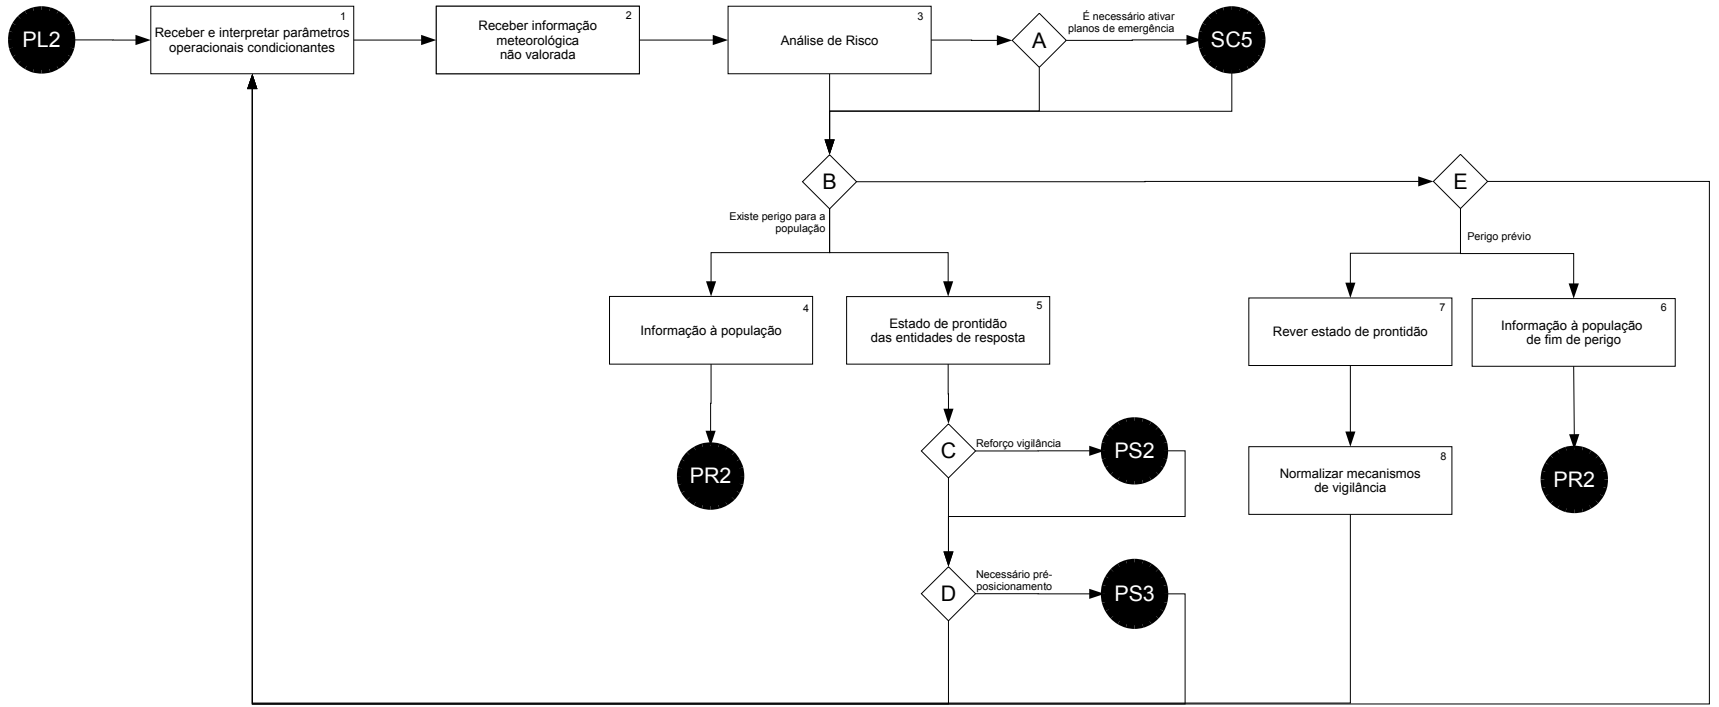 PL2
1
Receber e interpretar parâmetros
operacionais condicionantes
2
Receber informação
meteorológica
não valorada
3
Análise de Risco
A
É necessário ativar
planos de emergência
SC5
B
Existe perigo para a
população
E
Perigo prévio
4
Informação à população
5
Estado de prontidão
das entidades de resposta
7
Rever estado de prontidão
6
Informação à população
de fim de perigo
PR2
C
Reforço vigilância
PS2
8
Normalizar mecanismos
de vigilância
PR2
D
Necessário pré-
posicionamento
PS3